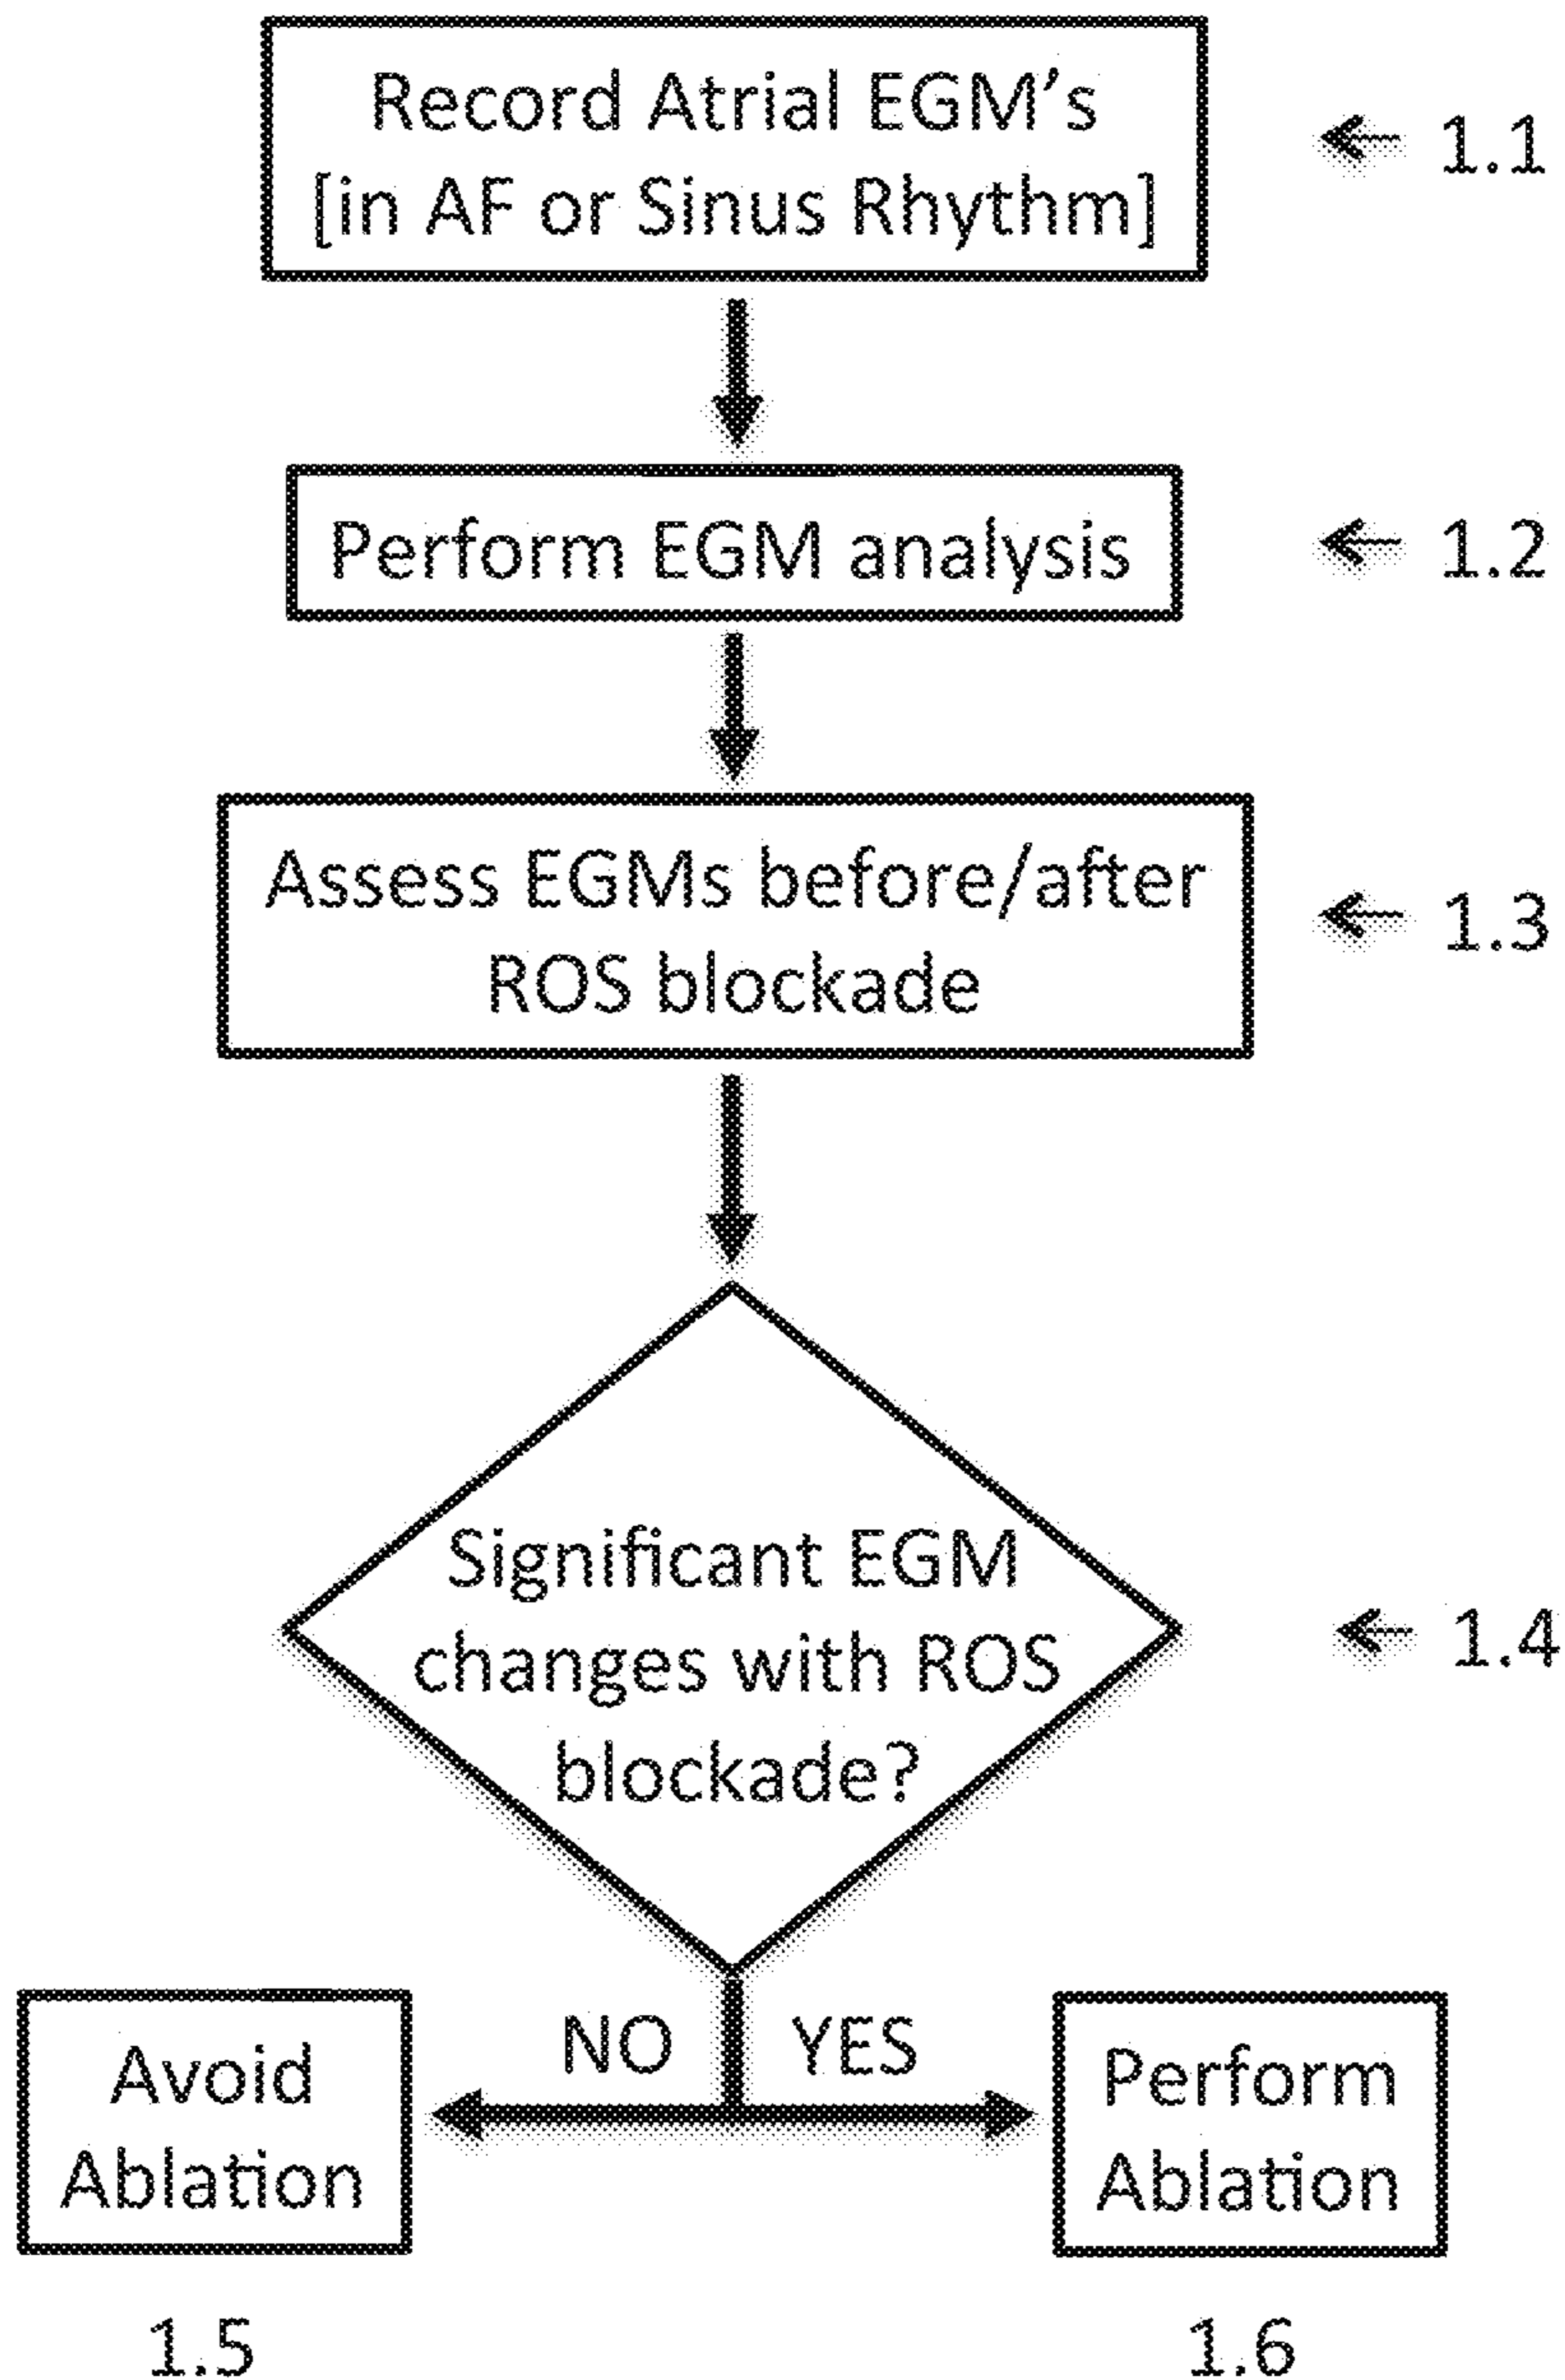 Record Atrial EGM's
[in AF or Sinus Rhythm]
1.1
Perform EGM analysis
1.2
Assess EGMs before/after
ROS blockade
1.3
Significant EGM
changes with ROS
blockade?
1.4
NO
YES
Avoid
Ablation
1.5
Perform
Ablation
1.6